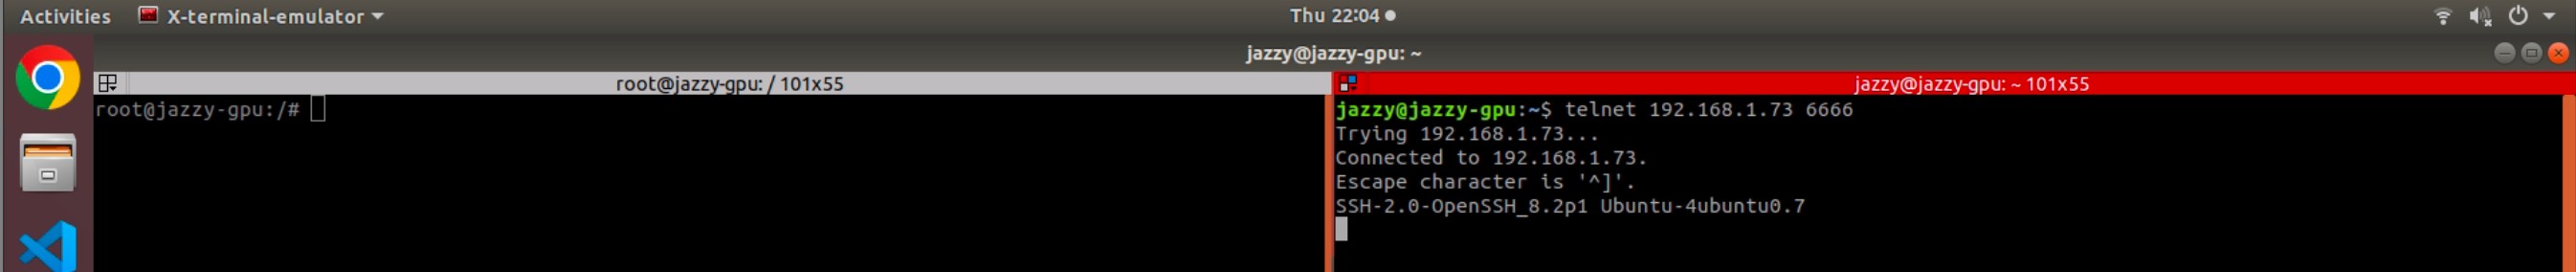 Activities X-terminal-emulator Thu 22:04
jazzy@jazzy-gpu: ~
root@jazzy-gpu: / 101x55
root@jazzy-gpu:/#
jazzy@jazzy-gpu: ~ 101x55
jazzy@jazzy-gpu:~$ telnet 192.168.1.73 6666
Trying 192.168.1.73...
Connected to 192.168.1.73.
Escape character is '^]'.
SSH-2.0-OpenSSH_8.2p1 Ubuntu-4ubuntu0.7